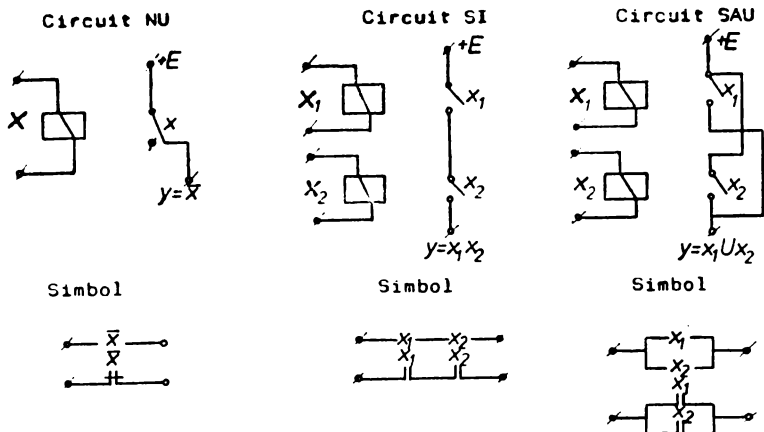 Circuit NU
Circuit SI
Circuit SAU
+E
X
x
y=x̄
+E
X₁
x₁
X₂
x₂
y=x₁x₂
+E
X₁
x₁
X₂
x₂
y=x₁Ux₂
Simbol
Simbol
Simbol
x̄
x̄
x₁ x₂
x₁ x₂
x₁
x₂
x₁
x₂